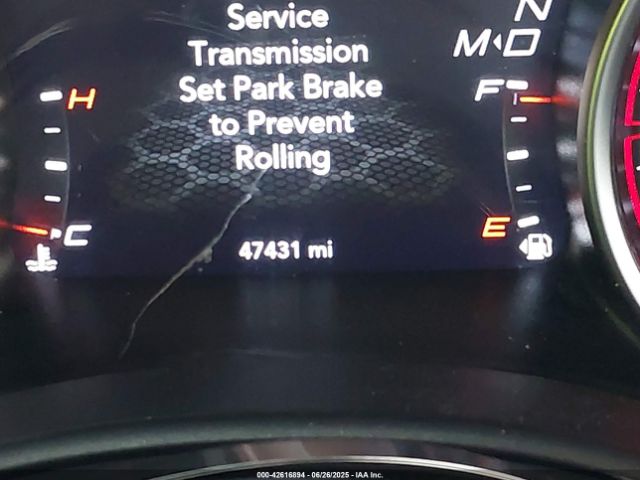 N
Service
Transmission
M◄D
Set Park Brake
H
F
to Prevent
Rolling
C
E
47431 mi
000-42616894 | 06/26/2025 - IAA Inc.